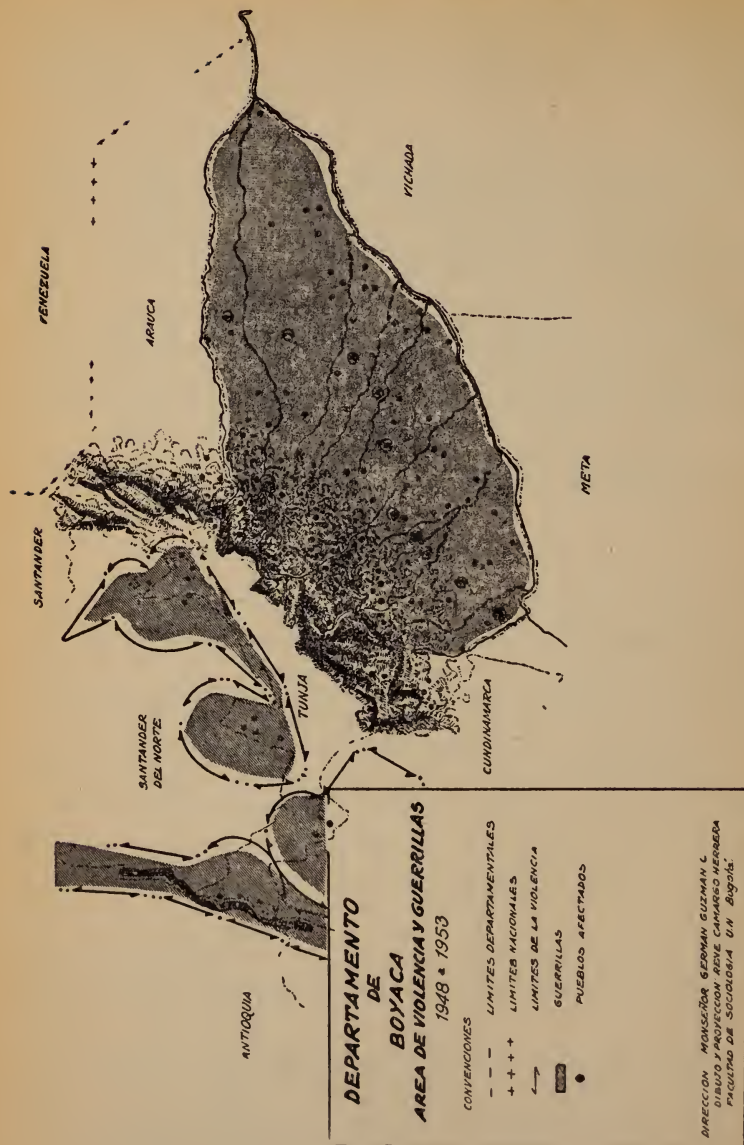 VENEZUELA
SANTANDER
ARAUCA
VICHADA
SANTANDER
DEL NORTE
TUNJA
META
CUNDINAMARCA
ANTIOQUIA
DEPARTAMENTO
DE
BOYACA
AREA DE VIOLENCIA Y GUERRILLAS
1948 a 1953
CONVENCIONES
LIMITES DEPARTAMENTALES
LIMITES NACIONALES
LIMITES DE LA VIOLENCIA
GUERRILLAS
PUEBLOS AFECTADOS
DIRECCION MONSEÑOR GERMAN GUZMAN C
DIBUJO Y PROYECCION RENE CAMARGO HERRERA
FACULTAD DE SOCIOLOGIA U.N Bogotá.